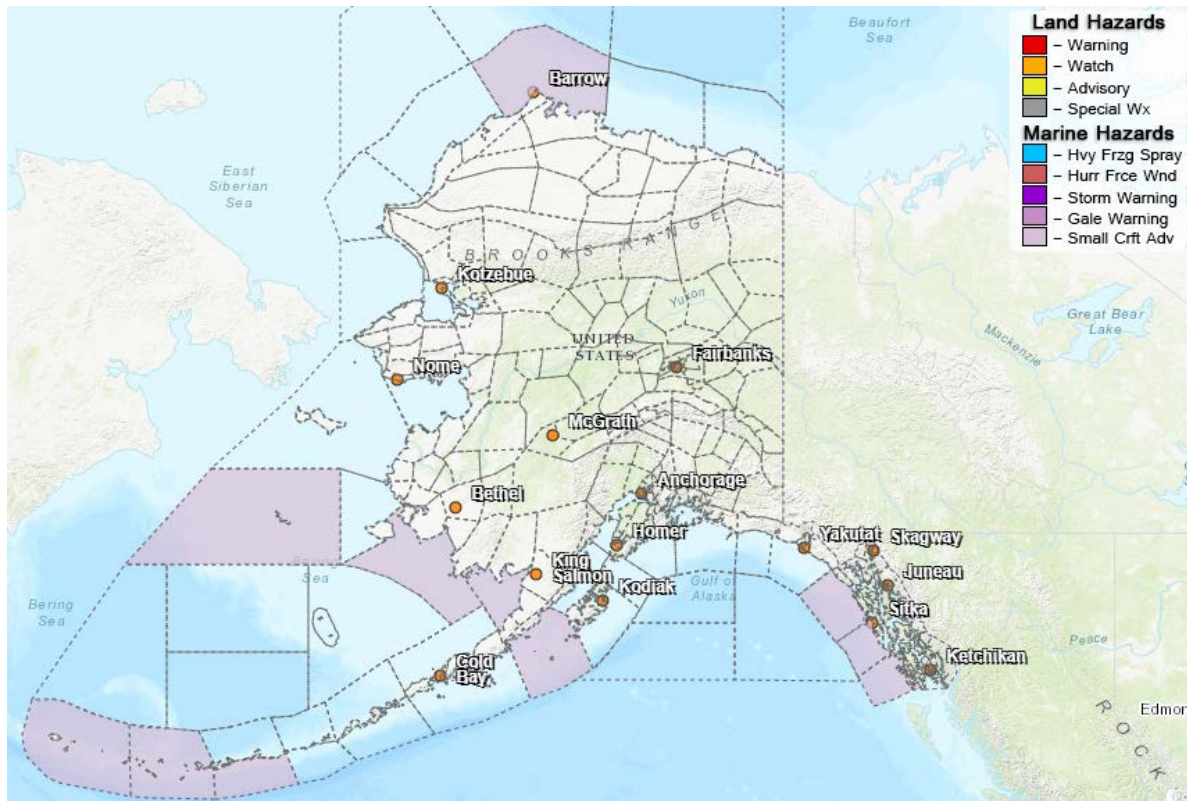 Land Hazards
– Warning
– Watch
– Advisory
– Special Wx
Marine Hazards
– Hvy Frzg Spray
– Hurr Frce Wnd
– Storm Warning
– Gale Warning
– Small Crft Adv
Beaufort
Sea
Barrow
East
Siberian
Sea
BROOKS RANGE
Kotzebue
Yukon
Great Bear
Lake
Mackenzie
UNITED
STATES
Fairbanks
Nome
McGrath
Anchorage
Bethel
Homer
Yakutat
Skagway
King
Salmon
Sea
Kodiak
Gulf of
Alaska
Juneau
Bering
Sea
Sitka
Peace
Cold
Bay
Ketchikan
Edmon
ROCK